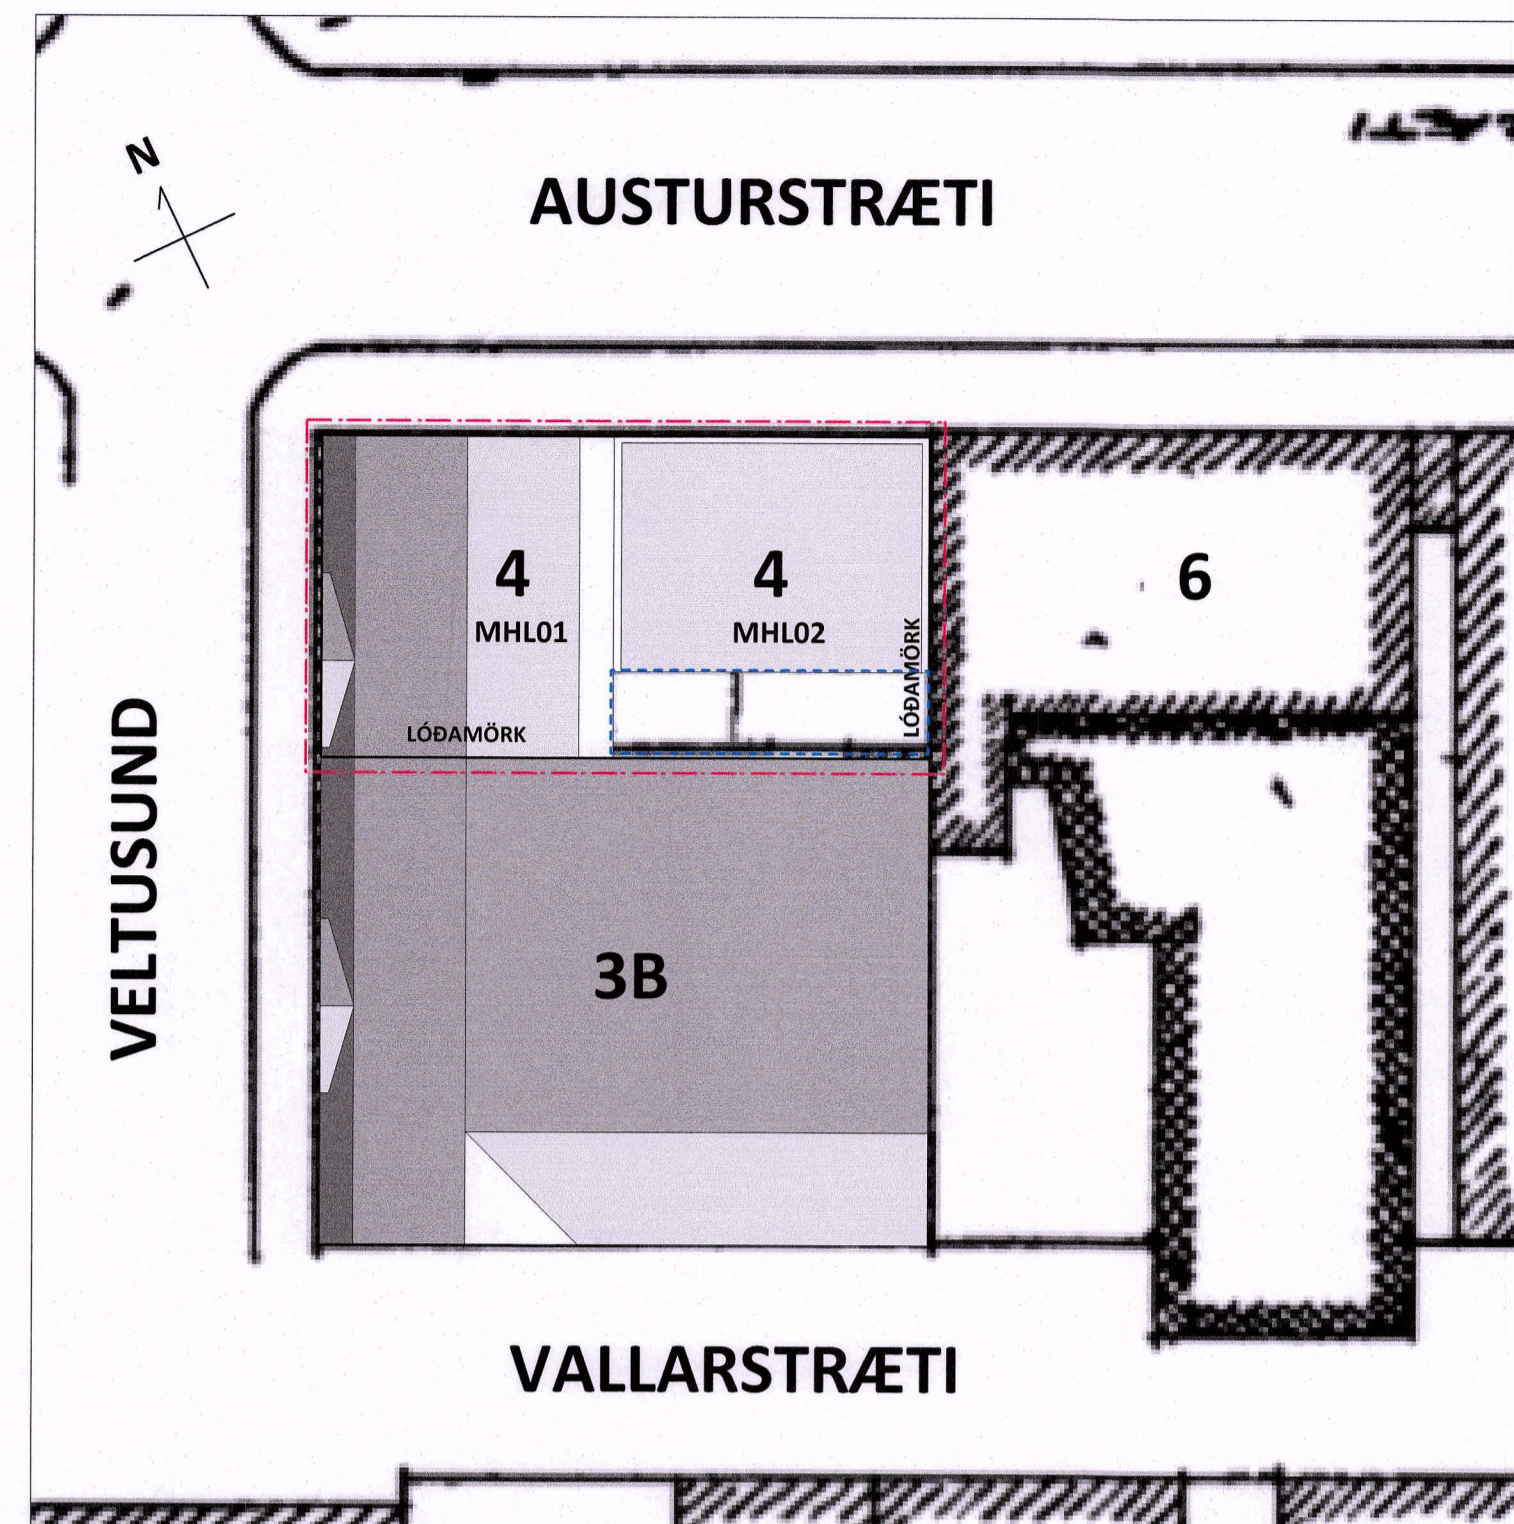 N
AUSTURSTRÆTI
4
MHL01
4
MHL02
6
LÓÐAMÖRK
LÓÐAMÖRK
VELTUSUND
3B
VALLARSTRÆTI